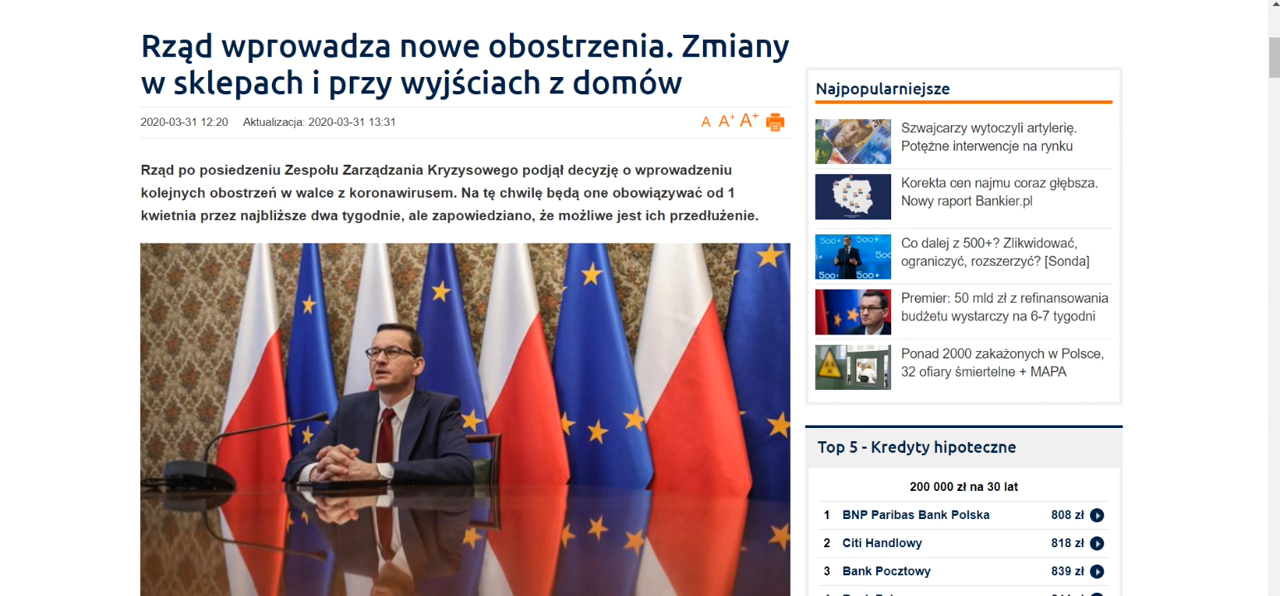 Rząd wprowadza nowe obostrzenia. Zmiany
w sklepach i przy wyjściach z domów
2020-03-31 12:20 Aktualizacja: 2020-03-31 13:31
A A+ A+
Rząd po posiedzeniu Zespołu Zarządzania Kryzysowego podjął decyzję o wprowadzeniu
kolejnych obostrzeń w walce z koronawirusem. Na tę chwilę będą one obowiązywać od 1
kwietnia przez najbliższe dwa tygodnie, ale zapowiedziano, że możliwe jest ich przedłużenie.
Najpopularniejsze
Szwajcarzy wytoczyli artylerię.
Potężne interwencje na rynku
Korekta cen najmu coraz głębsza.
Nowy raport Bankier.pl
500+ 500+
500+ 500+
Co dalej z 500+? Zlikwidować,
ograniczyć, rozszerzyć? [Sonda]
Premier: 50 mld zł z refinansowania
budżetu wystarczy na 6-7 tygodni
Ponad 2000 zakażonych w Polsce,
32 ofiary śmiertelne + MAPA
Top 5 - Kredyty hipoteczne
200 000 zł na 30 lat
1 BNP Paribas Bank Polska 808 zł
2 Citi Handlowy 818 zł
3 Bank Pocztowy 839 zł